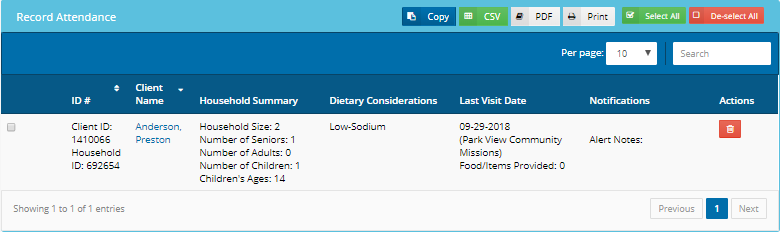 Record Attendance
Copy CSV PDF Print Select All De-select All
Per page: 10 Search
ID # Client Name Household Summary Dietary Considerations Last Visit Date Notifications Actions
Client ID: 1410066 Household ID: 692654
Anderson, Preston
Household Size: 2
Number of Seniors: 1
Number of Adults: 0
Number of Children: 1
Children's Ages: 14
Low-Sodium
09-29-2018
(Park View Community Missions)
Food/Items Provided: 0
Alert Notes:
Showing 1 to 1 of 1 entries
Previous 1 Next